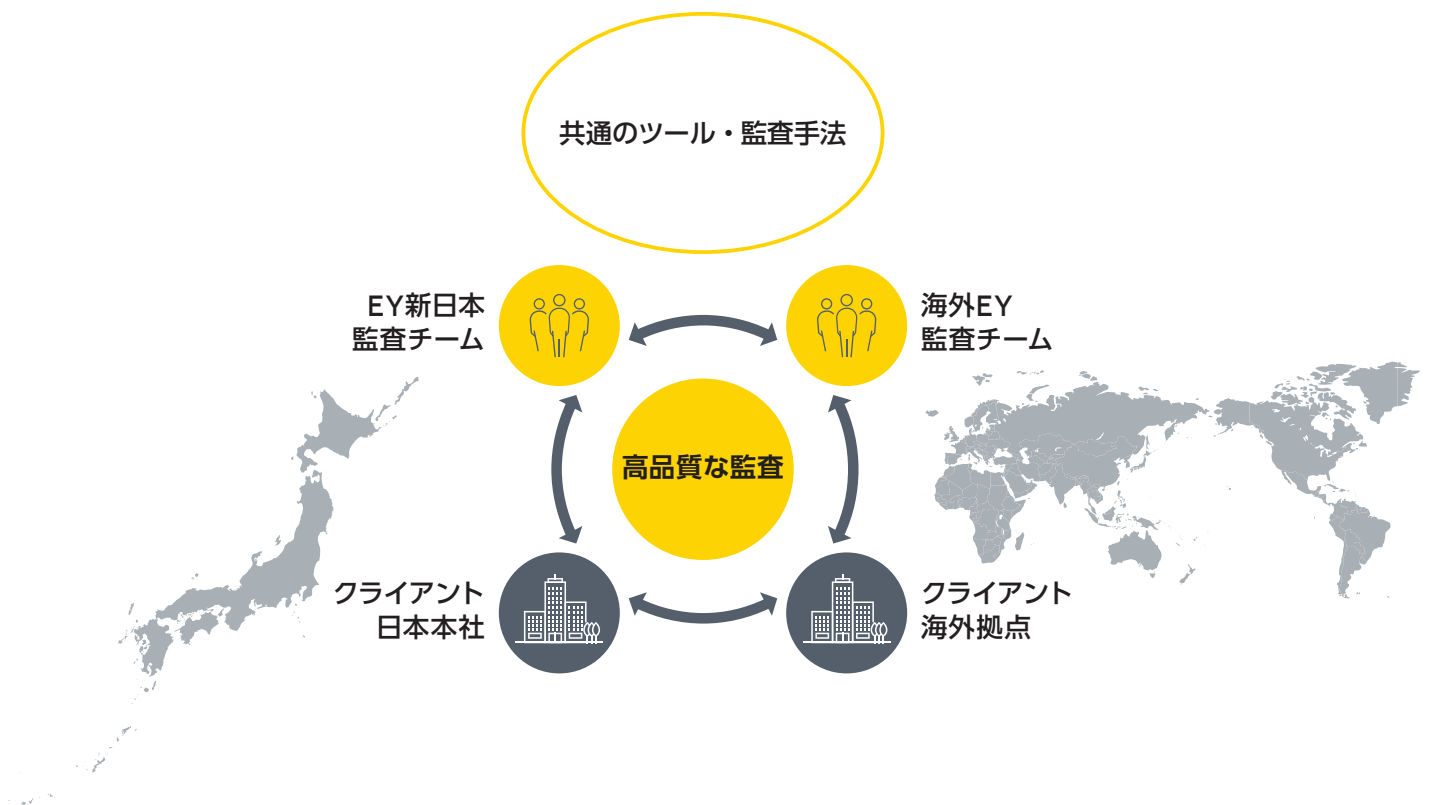 共通のツール・監査手法
EY新日本
監査チーム
海外EY
監査チーム
高品質な監査
クライアント
日本本社
クライアント
海外拠点